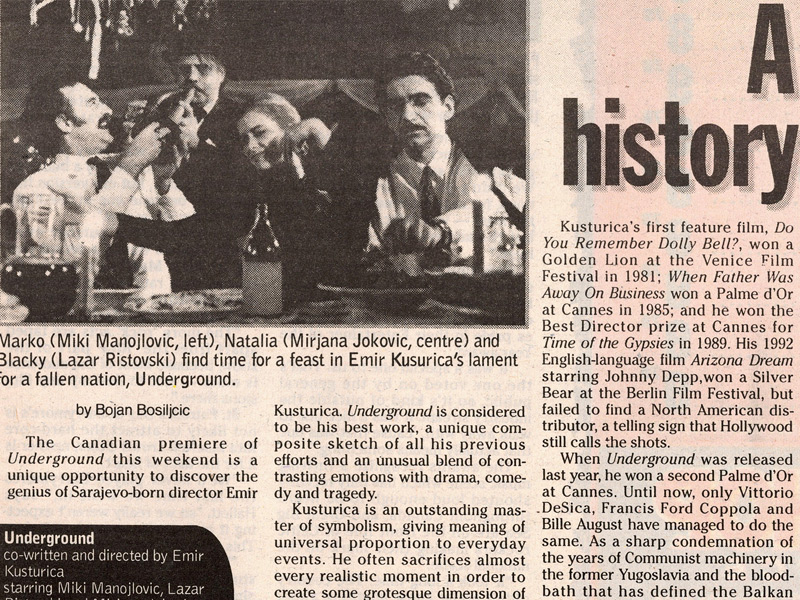 A
history
Marko (Miki Manojlovic, left), Natalia (Mirjana Jokovic, centre) and
Blacky (Lazar Ristovski) find time for a feast in Emir Kusurica's lament
for a fallen nation, Underground.
by Bojan Bosiljcic
The Canadian premiere of
Underground this weekend is a
unique opportunity to discover the
genius of Sarajevo-born director Emir
Underground
co-written and directed by Emir
Kusturica
starring Miki Manojlovic, Lazar
Kusturica. Underground is considered
to be his best work, a unique com-
posite sketch of all his previous
efforts and an unusual blend of con-
trasting emotions with drama, come-
dy and tragedy.
Kusturica is an outstanding mas-
ter of symbolism, giving meaning of
universal proportion to everyday
events. He often sacrifices almost
every realistic moment in order to
create some grotesque dimension of
Kusturica's first feature film, Do
You Remember Dolly Bell?, won a
Golden Lion at the Venice Film
Festival in 1981; When Father Was
Away On Business won a Palme d'Or
at Cannes in 1985; and he won the
Best Director prize at Cannes for
Time of the Gypsies in 1989. His 1992
English-language film Arizona Dream
starring Johnny Depp,won a Silver
Bear at the Berlin Film Festival, but
failed to find a North American dis-
tributor, a telling sign that Hollywood
still calls the shots.
When Underground was released
last year, he won a second Palme d'Or
at Cannes. Until now, only Vittorio
DeSica, Francis Ford Coppola and
Bille August have managed to do the
same. As a sharp condemnation of
the years of Communist machinery in
the former Yugoslavia and the blood-
bath that has defined the Balkan